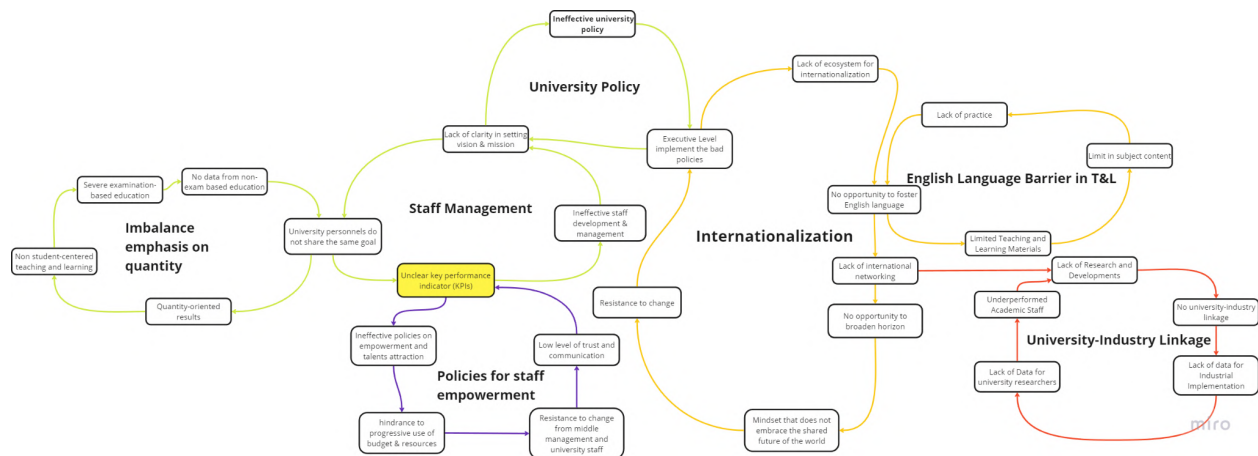 Ineffective university
policy
University Policy
Lack of clarity in setting
vision & mission
Executive Level
implement the bad
policies
Severe examination-
based education
No data from non-
exam based education
Imbalance
emphasis on
quantity
Non student-centered
teaching and learning
Quantity-oriented
results
University personnels do
not share the same goal
Staff Management
Ineffective staff
development &
management
Unclear key performance
indicator (KPIs)
Ineffective policies on
empowerment and
talents attraction
Low level of trust and
communication
Policies for staff
empowerment
hindrance to
progressive use of
budget & resources
Resistance to change
from middle
management and
university staff
Lack of ecosystem for
internationalization
Internationalization
Resistance to change
No opportunity to foster
English language
Lack of international
networking
No opportunity to
broaden horizon
Mindset that does not
embrace the shared
future of the world
Lack of practice
Limit in subject content
English Language Barrier in T&L
Limited Teaching and
Learning Materials
Lack of Research and
Developments
Underperformed
Academic Staff
No university-industry
linkage
University-Industry Linkage
Lack of Data for
university researchers
Lack of data for
Industrial
Implementation
miro